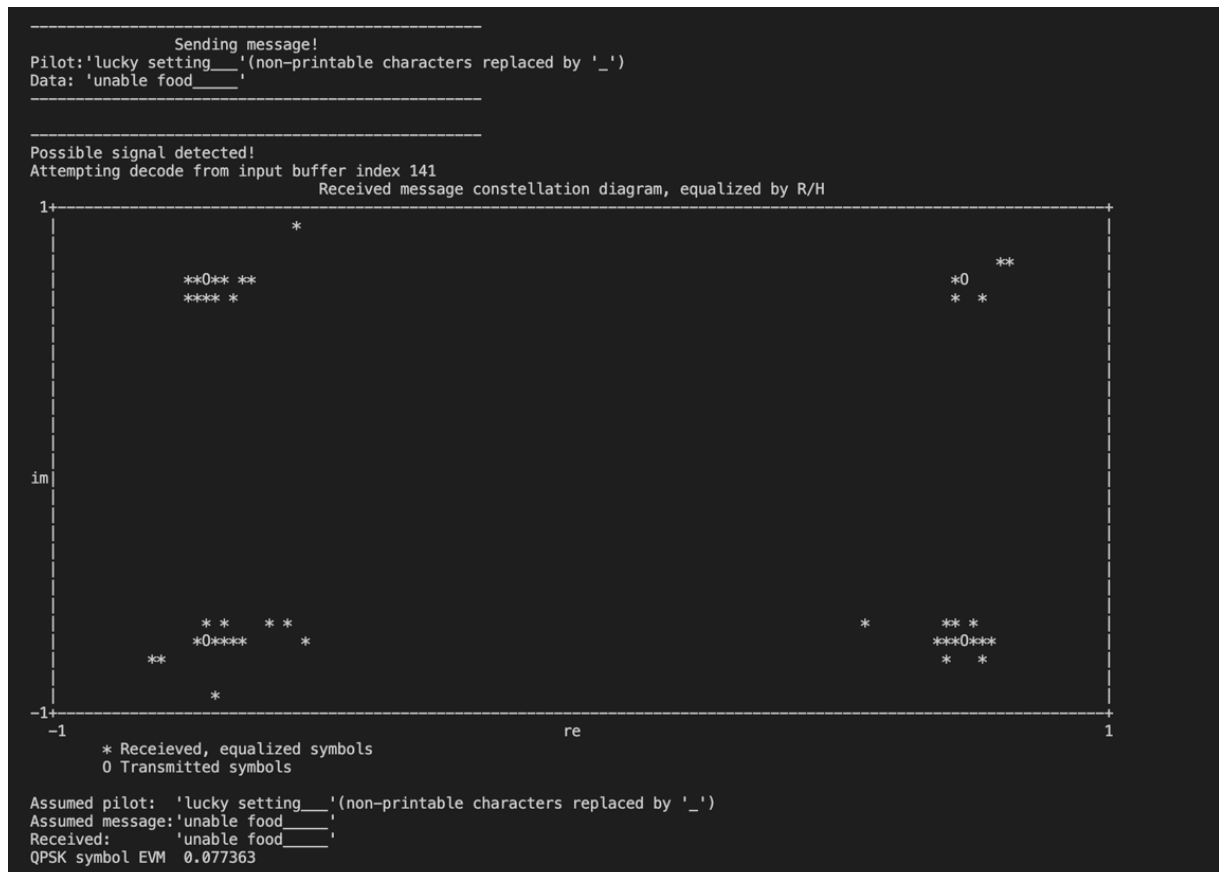 Sending message!
Pilot:'lucky setting___'(non-printable characters replaced by '_')
Data: 'unable food_____'
Possible signal detected!
Attempting decode from input buffer index 141
Received message constellation diagram, equalized by R/H
1
im
-1
-1 re 1
* Receieved, equalized symbols
O Transmitted symbols
Assumed pilot: 'lucky setting___'(non-printable characters replaced by '_')
Assumed message:'unable food_____'
Received: 'unable food_____'
QPSK symbol EVM 0.077363